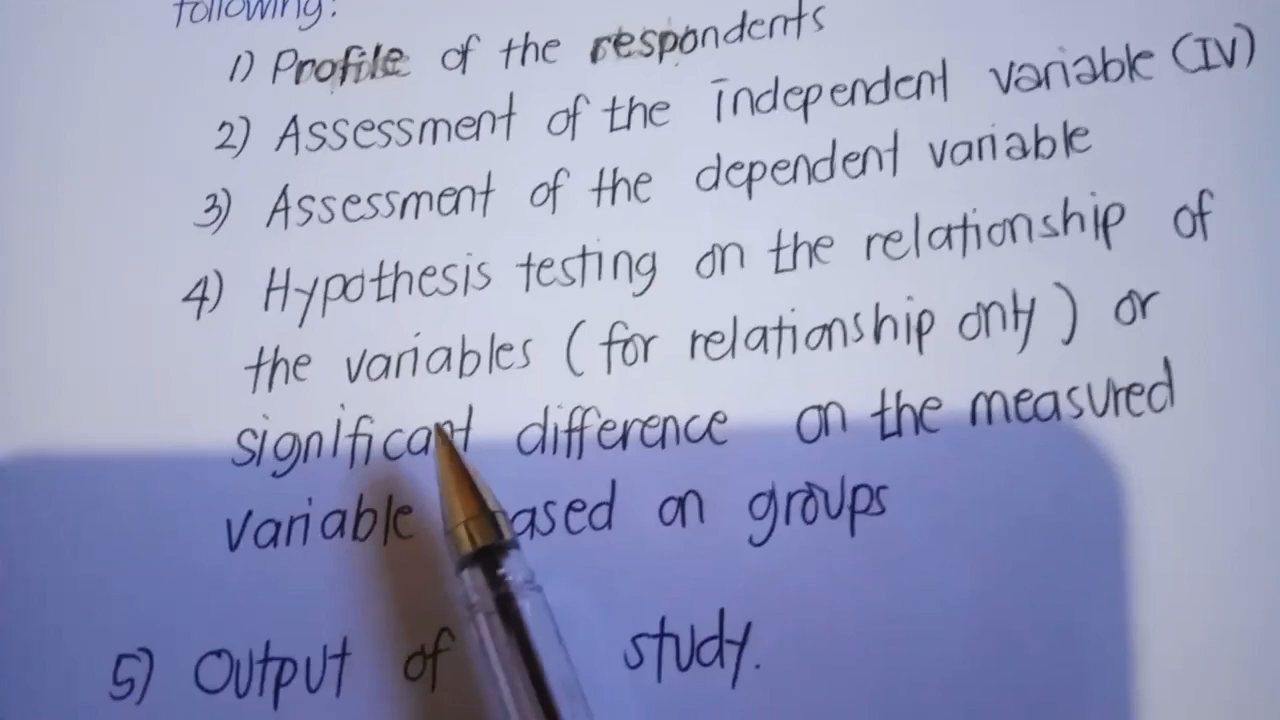 following:
1) Profile of the respondents
2) Assessment of the independent variable (IV)
3) Assessment of the dependent variable
4) Hypothesis testing on the relationship of
the variables (for relationship only) or
significant difference on the measured
variable based on groups
5) Output of study.